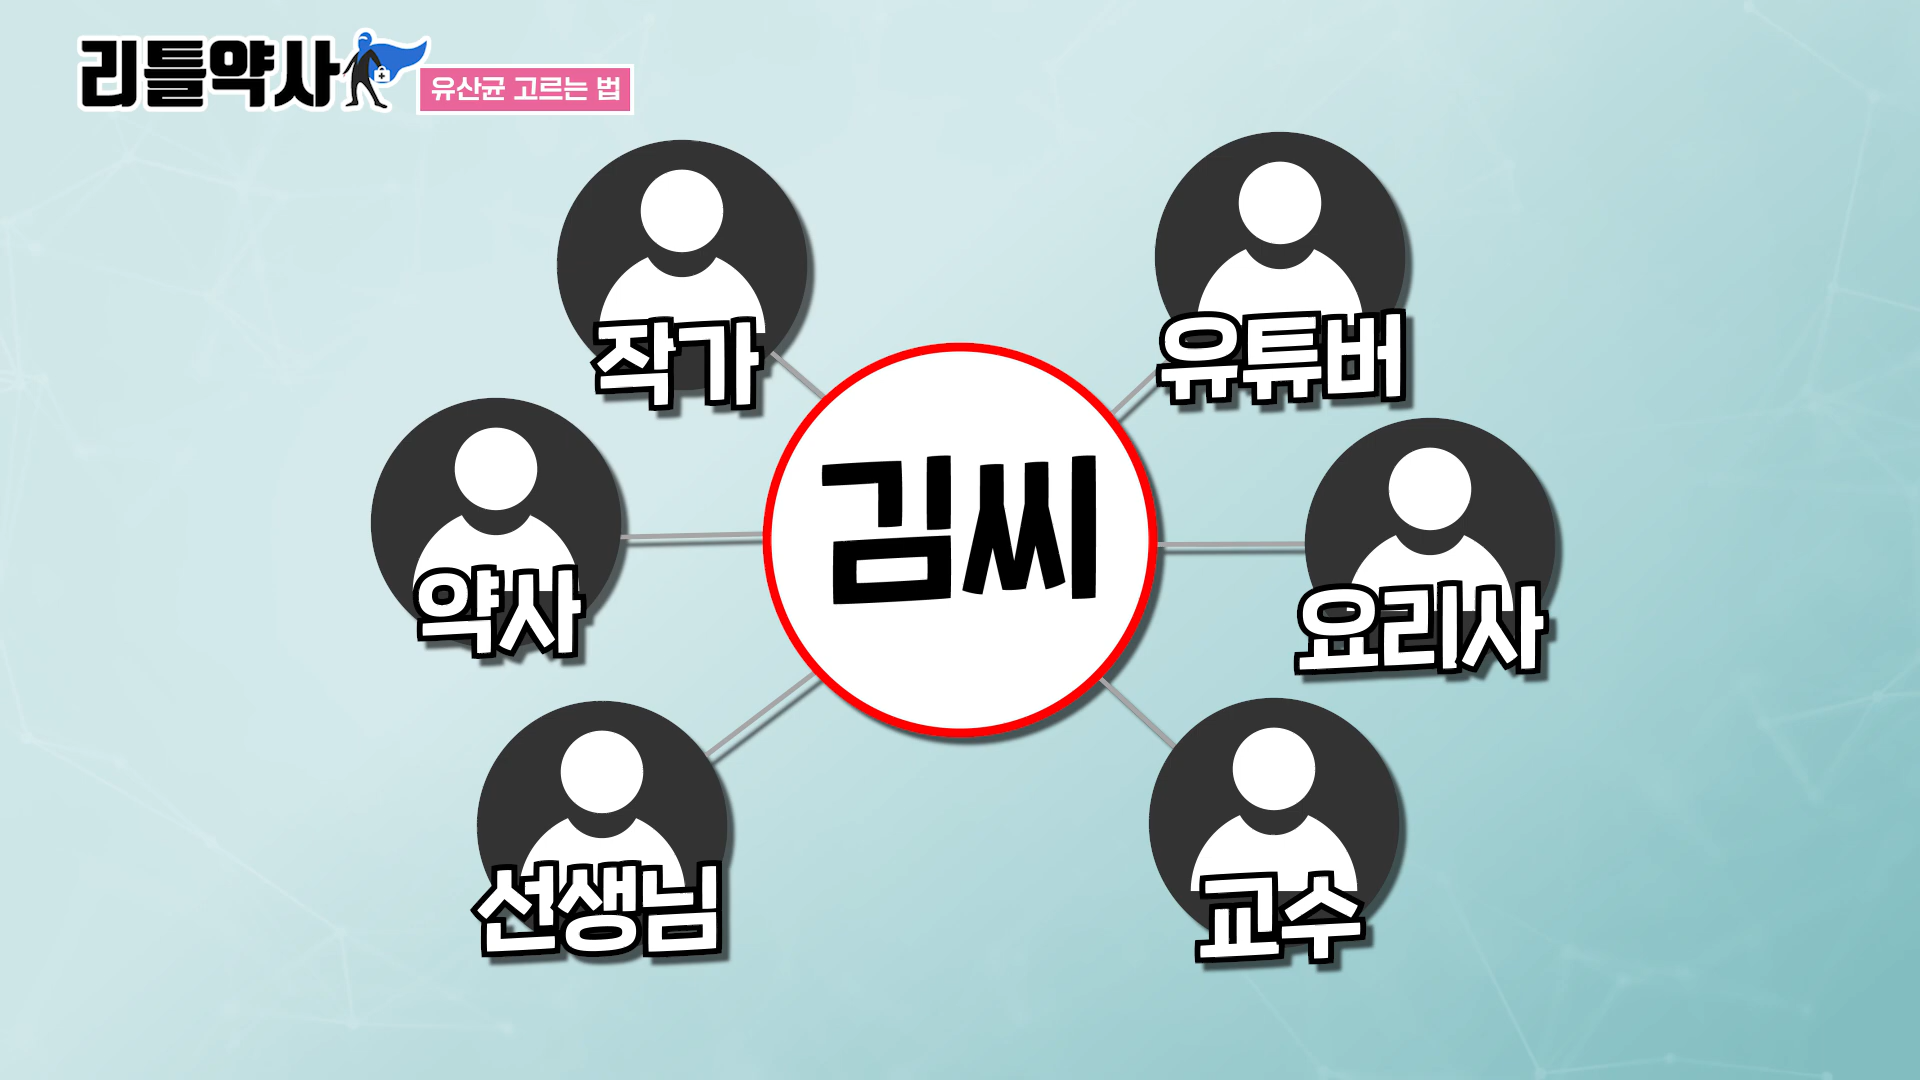 리틀약사
유산균 고르는 법
작가
유튜버
약사
김씨
요리사
선생님
교수